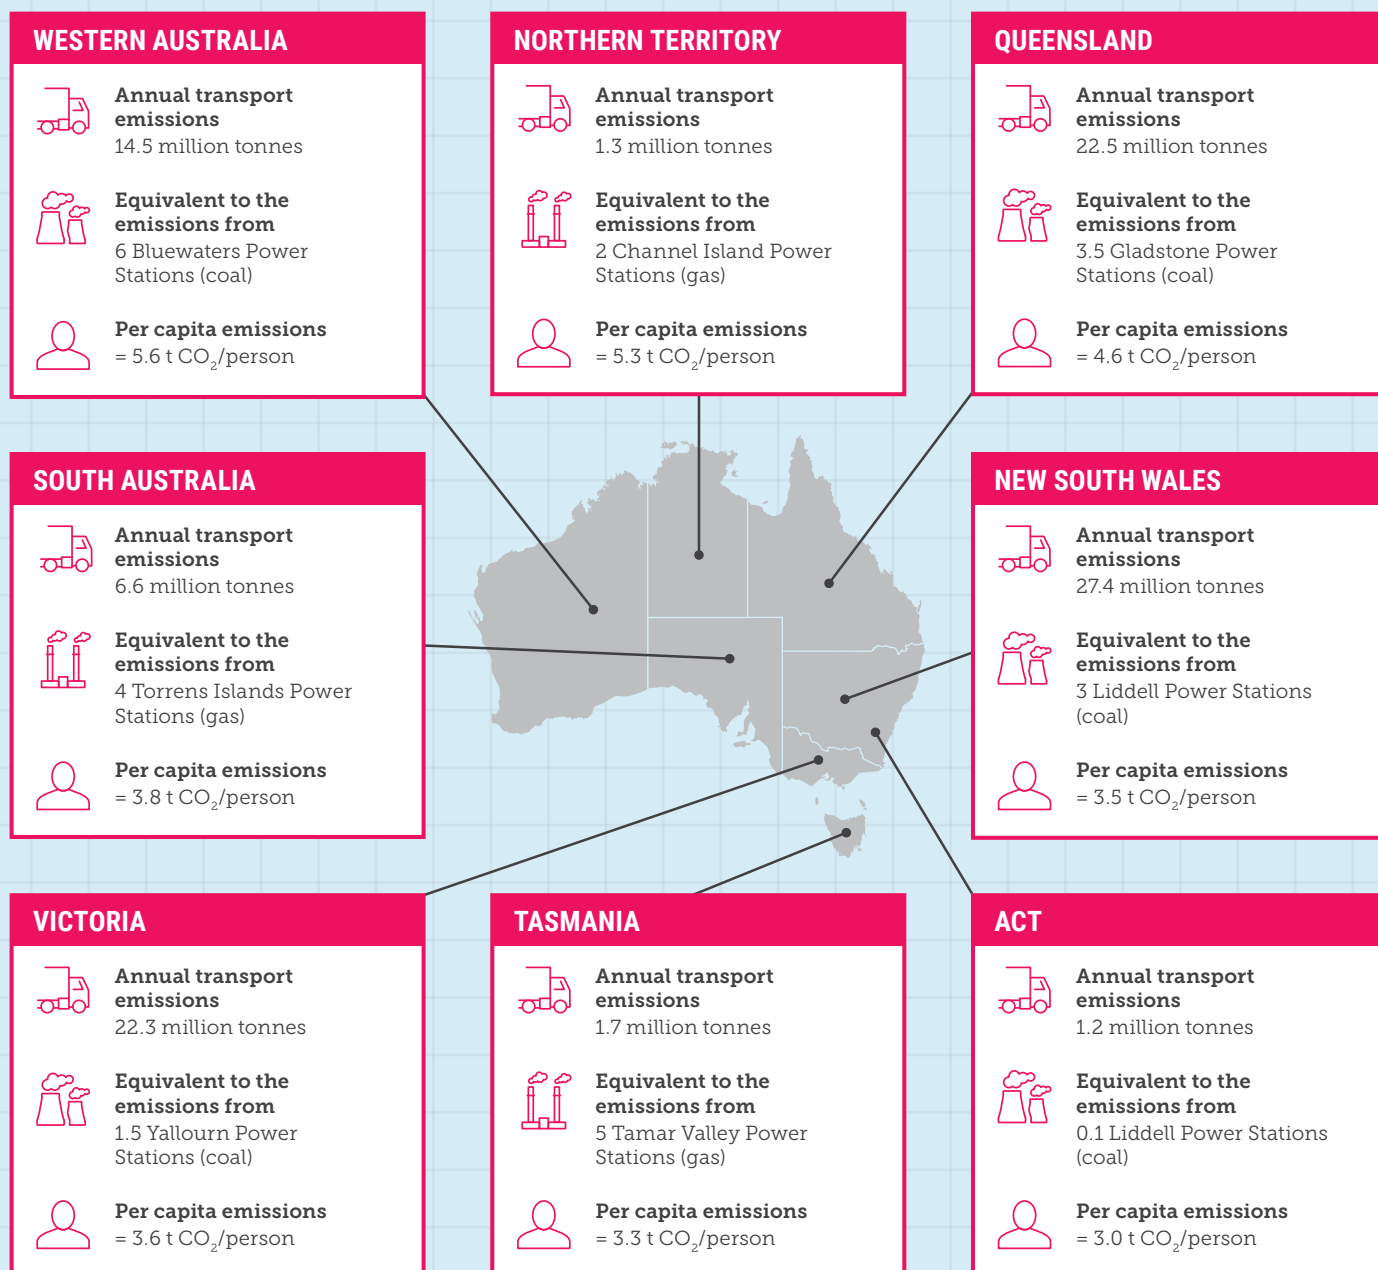 WESTERN AUSTRALIA
Annual transport
emissions
14.5 million tonnes
Equivalent to the
emissions from
6 Bluewaters Power
Stations (coal)
Per capita emissions
= 5.6 t CO₂/person
NORTHERN TERRITORY
Annual transport
emissions
1.3 million tonnes
Equivalent to the
emissions from
2 Channel Island Power
Stations (gas)
Per capita emissions
= 5.3 t CO₂/person
QUEENSLAND
Annual transport
emissions
22.5 million tonnes
Equivalent to the
emissions from
3.5 Gladstone Power
Stations (coal)
Per capita emissions
= 4.6 t CO₂/person
SOUTH AUSTRALIA
Annual transport
emissions
6.6 million tonnes
Equivalent to the
emissions from
4 Torrens Islands Power
Stations (gas)
Per capita emissions
= 3.8 t CO₂/person
NEW SOUTH WALES
Annual transport
emissions
27.4 million tonnes
Equivalent to the
emissions from
3 Liddell Power Stations
(coal)
Per capita emissions
= 3.5 t CO₂/person
VICTORIA
Annual transport
emissions
22.3 million tonnes
Equivalent to the
emissions from
1.5 Yallourn Power
Stations (coal)
Per capita emissions
= 3.6 t CO₂/person
TASMANIA
Annual transport
emissions
1.7 million tonnes
Equivalent to the
emissions from
5 Tamar Valley Power
Stations (gas)
Per capita emissions
= 3.3 t CO₂/person
ACT
Annual transport
emissions
1.2 million tonnes
Equivalent to the
emissions from
0.1 Liddell Power Stations
(coal)
Per capita emissions
= 3.0 t CO₂/person